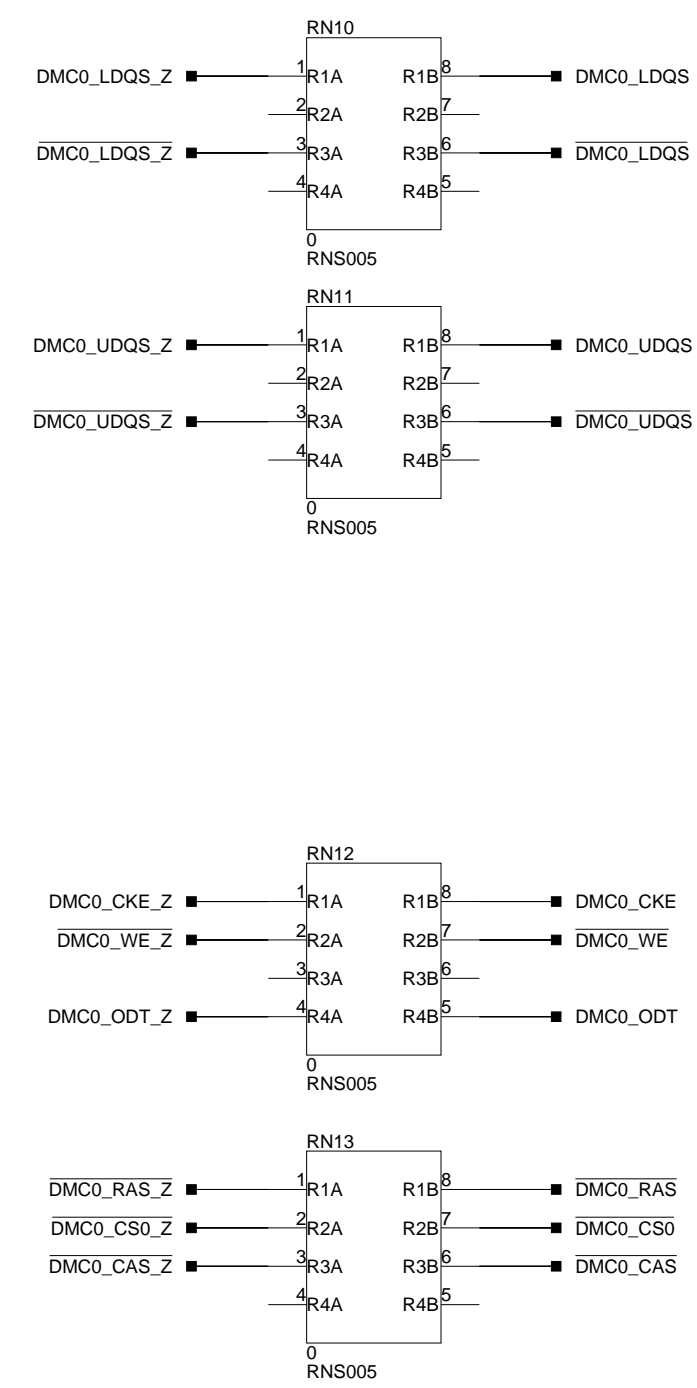 RN10
DMC0_LDQS_Z 1 R1A R1B 8 DMC0_LDQS
2 R2A R2B 7
DMC0_LDQS_Z 3 R3A R3B 6 DMC0_LDQS
4 R4A R4B 5
0
RNS005
RN11
DMC0_UDQS_Z 1 R1A R1B 8 DMC0_UDQS
2 R2A R2B 7
DMC0_UDQS_Z 3 R3A R3B 6 DMC0_UDQS
4 R4A R4B 5
0
RNS005
RN12
DMC0_CKE_Z 1 R1A R1B 8 DMC0_CKE
DMC0_WE_Z 2 R2A R2B 7 DMC0_WE
3 R3A R3B 6
DMC0_ODT_Z 4 R4A R4B 5 DMC0_ODT
0
RNS005
RN13
DMC0_RAS_Z 1 R1A R1B 8 DMC0_RAS
DMC0_CS0_Z 2 R2A R2B 7 DMC0_CS0
DMC0_CAS_Z 3 R3A R3B 6 DMC0_CAS
4 R4A R4B 5
0
RNS005